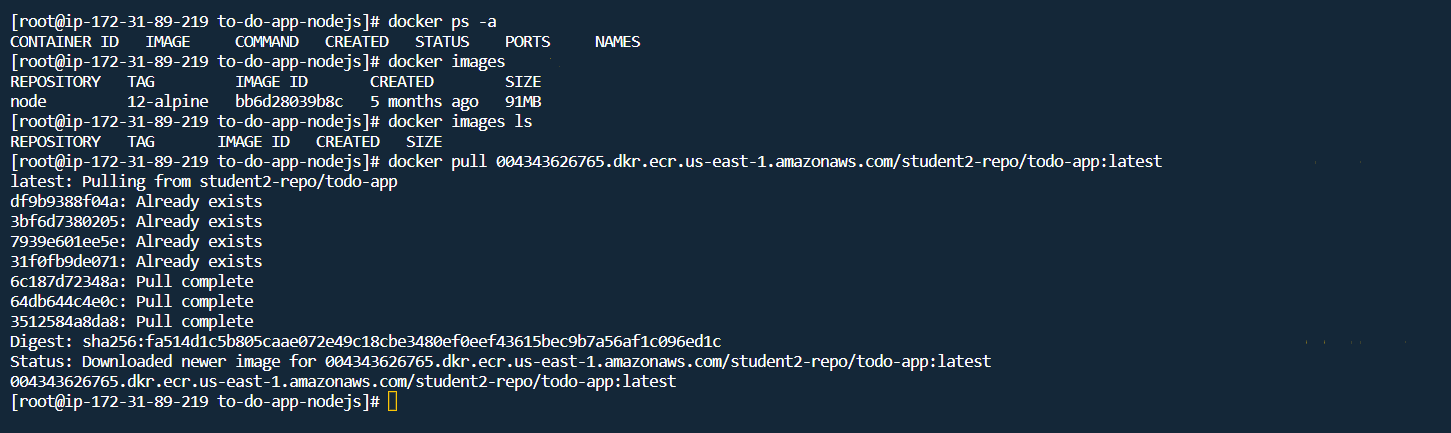 [root@ip-172-31-89-219 to-do-app-nodejs]# docker ps -a
CONTAINER ID   IMAGE     COMMAND   CREATED   STATUS    PORTS     NAMES
[root@ip-172-31-89-219 to-do-app-nodejs]# docker images
REPOSITORY   TAG         IMAGE ID       CREATED        SIZE
node         12-alpine   bb6d28039b8c   5 months ago   91MB
[root@ip-172-31-89-219 to-do-app-nodejs]# docker images ls
REPOSITORY   TAG       IMAGE ID   CREATED   SIZE
[root@ip-172-31-89-219 to-do-app-nodejs]# docker pull 004343626765.dkr.ecr.us-east-1.amazonaws.com/student2-repo/todo-app:latest
latest: Pulling from student2-repo/todo-app
df9b9388f04a: Already exists
3bf6d7380205: Already exists
7939e601ee5e: Already exists
31f0fb9de071: Already exists
6c187d72348a: Pull complete
64db644c4e0c: Pull complete
3512584a8da8: Pull complete
Digest: sha256:fa514d1c5b805caae072e49c18cbe3480ef0eef43615bec9b7a56af1c096ed1c
Status: Downloaded newer image for 004343626765.dkr.ecr.us-east-1.amazonaws.com/student2-repo/todo-app:latest
004343626765.dkr.ecr.us-east-1.amazonaws.com/student2-repo/todo-app:latest
[root@ip-172-31-89-219 to-do-app-nodejs]#